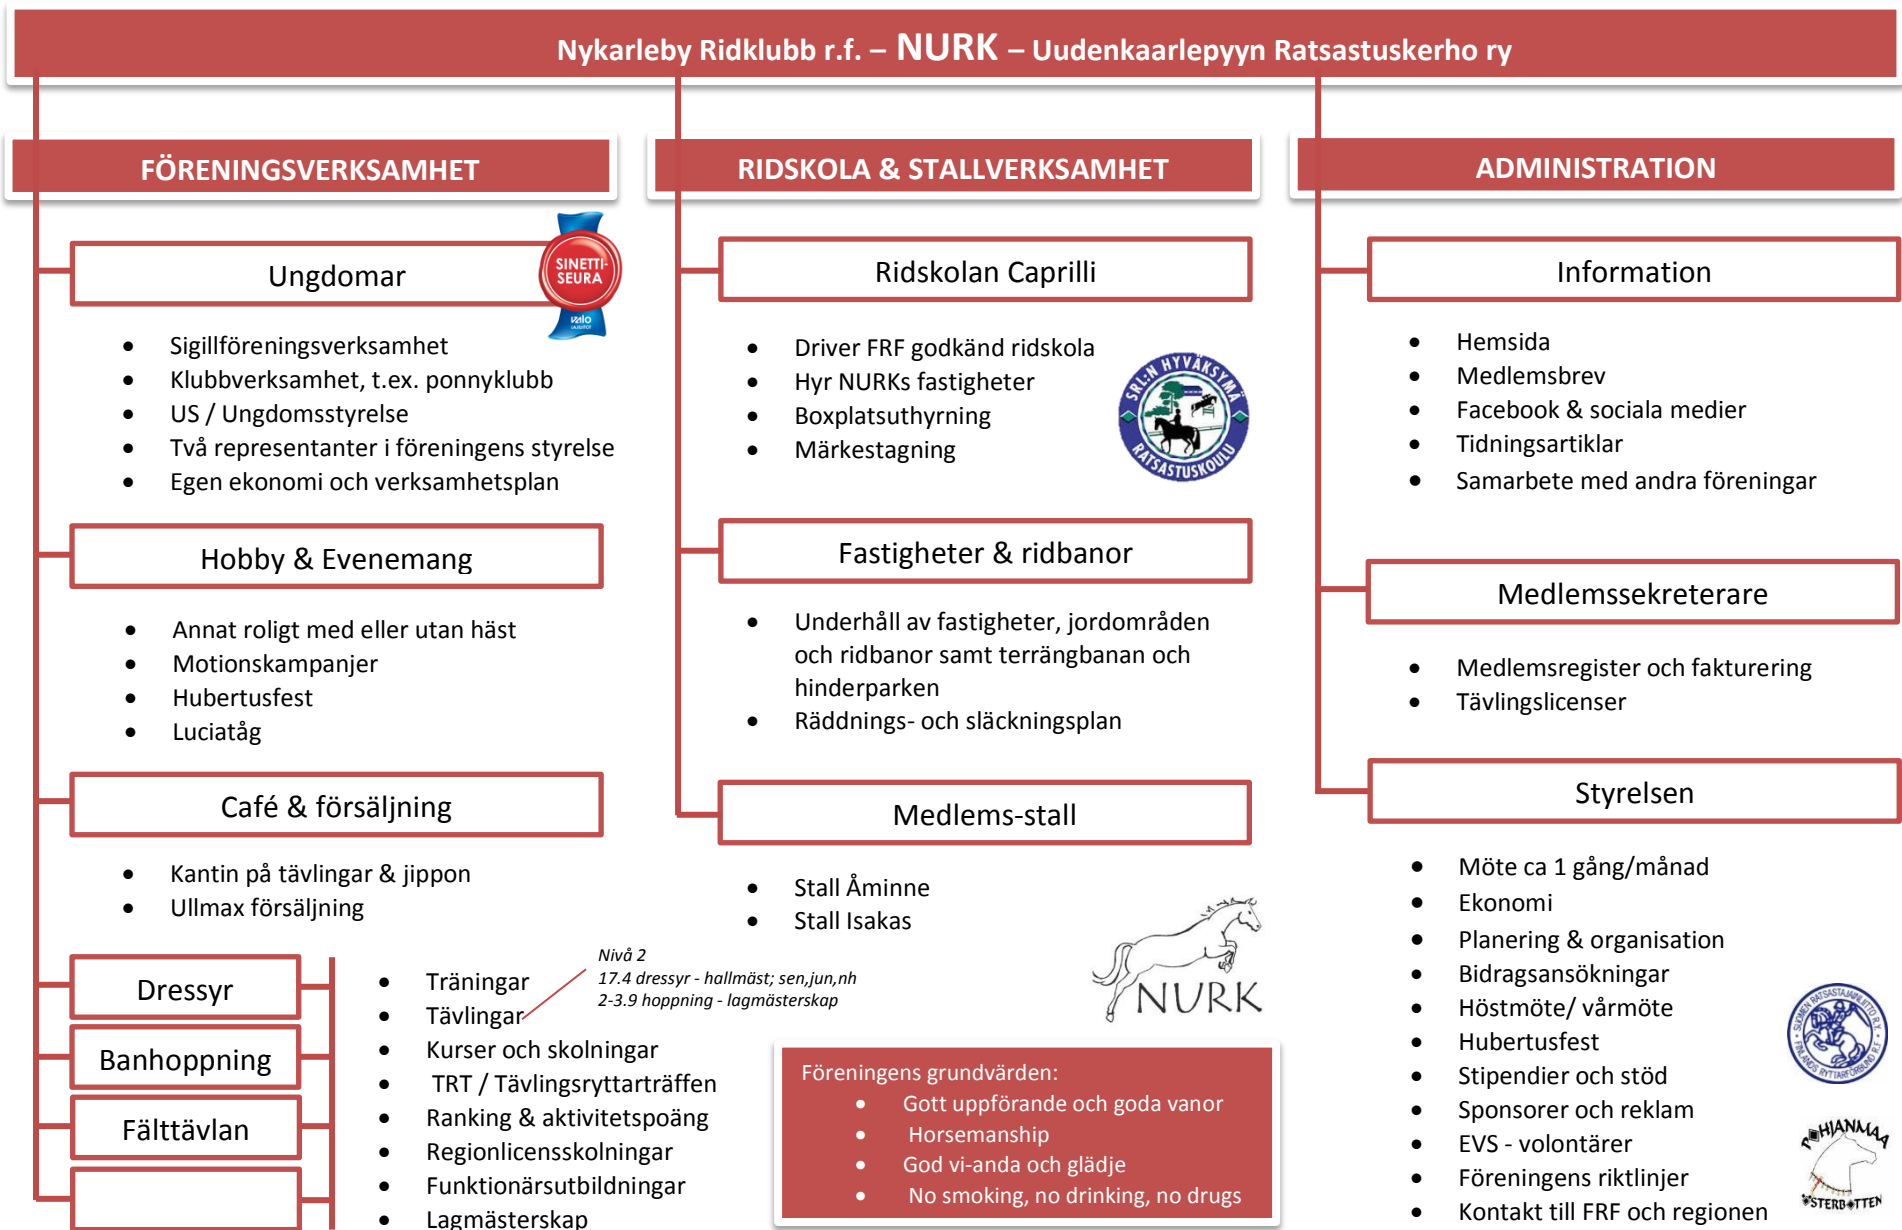 Nykarleby Ridklubb r.f. – NURK – Uudenkaarlepyyn Ratsastuskerho ry
FÖRENINGSVERKSAMHET
Ungdomar
SINETTI-
SEURA
VALO
• Sigillföreningsverksamhet
• Klubbverksamhet, t.ex. ponnyklubb
• US / Ungdomsstyrelse
• Två representanter i föreningens styrelse
• Egen ekonomi och verksamhetsplan
Hobby & Evenemang
• Annat roligt med eller utan häst
• Motionskampanjer
• Hubertusfest
• Luciatåg
Café & försäljning
• Kantin på tävlingar & jippon
• Ullmax försäljning
Dressyr
Banhoppning
Fälttävlan
• Träningar
• Tävlingar
• Kurser och skolningar
• TRT / Tävlingsryttarträffen
• Ranking & aktivitetspoäng
• Regionlicensskolningar
• Funktionärsutbildningar
• Lagmästerskap
Nivå 2
17.4 dressyr - hallmäst; sen,jun,nh
2-3.9 hoppning - lagmästerskap
RIDSKOLA & STALLVERKSAMHET
Ridskolan Caprilli
• Driver FRF godkänd ridskola
• Hyr NURKs fastigheter
• Boxplatsuthyrning
• Märkestagning
SRL:N HYVÄKSYMÄ
RATSASTUSKOULU
Fastigheter & ridbanor
• Underhåll av fastigheter, jordområden
och ridbanor samt terrängbanan och
hinderparken
• Räddnings- och släckningsplan
Medlems-stall
• Stall Åminne
• Stall Isakas
NURK
Föreningens grundvärden:
• Gott uppförande och goda vanor
• Horsemanship
• God vi-anda och glädje
• No smoking, no drinking, no drugs
ADMINISTRATION
Information
• Hemsida
• Medlemsbrev
• Facebook & sociala medier
• Tidningsartiklar
• Samarbete med andra föreningar
Medlemssekreterare
• Medlemsregister och fakturering
• Tävlingslicenser
Styrelsen
• Möte ca 1 gång/månad
• Ekonomi
• Planering & organisation
• Bidragsansökningar
• Höstmöte/ vårmöte
• Hubertusfest
• Stipendier och stöd
• Sponsorer och reklam
• EVS - volontärer
• Föreningens riktlinjer
• Kontakt till FRF och regionen
SUOMEN RATSASTAJAINLIITTO R.Y.
FINLANDS RYTTARFÖRBUND R.F.
POHJANMAA
ÖSTERBOTTEN